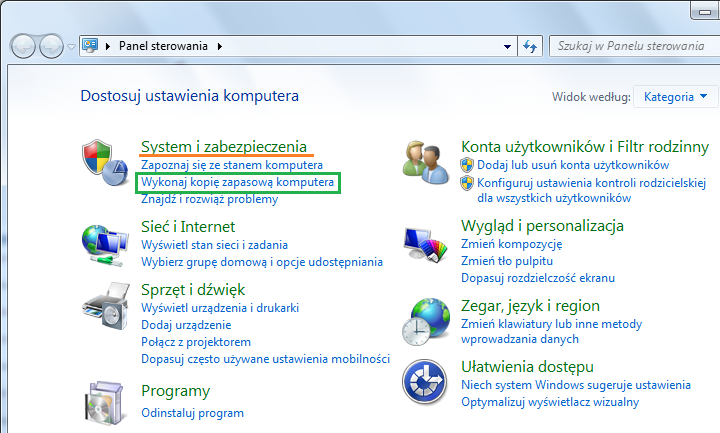 Panel sterowania
Szukaj w Panelu sterowania
Dostosuj ustawienia komputera
Widok według: Kategoria
System i zabezpieczenia
Zapoznaj się ze stanem komputera
Wykonaj kopię zapasową komputera
Znajdź i rozwiąż problemy
Sieć i Internet
Wyświetl stan sieci i zadania
Wybierz grupę domową i opcje udostępniania
Sprzęt i dźwięk
Wyświetl urządzenia i drukarki
Dodaj urządzenie
Połącz z projektorem
Dopasuj często używane ustawienia mobilności
Programy
Odinstaluj program
Konta użytkowników i Filtr rodzinny
Dodaj lub usuń konta użytkowników
Konfiguruj ustawienia kontroli rodzicielskiej
dla wszystkich użytkowników
Wygląd i personalizacja
Zmień kompozycję
Zmień tło pulpitu
Dopasuj rozdzielczość ekranu
Zegar, język i region
Zmień klawiatury lub inne metody
wprowadzania danych
Ułatwienia dostępu
Niech system Windows sugeruje ustawienia
Optymalizuj wyświetlacz wizualny